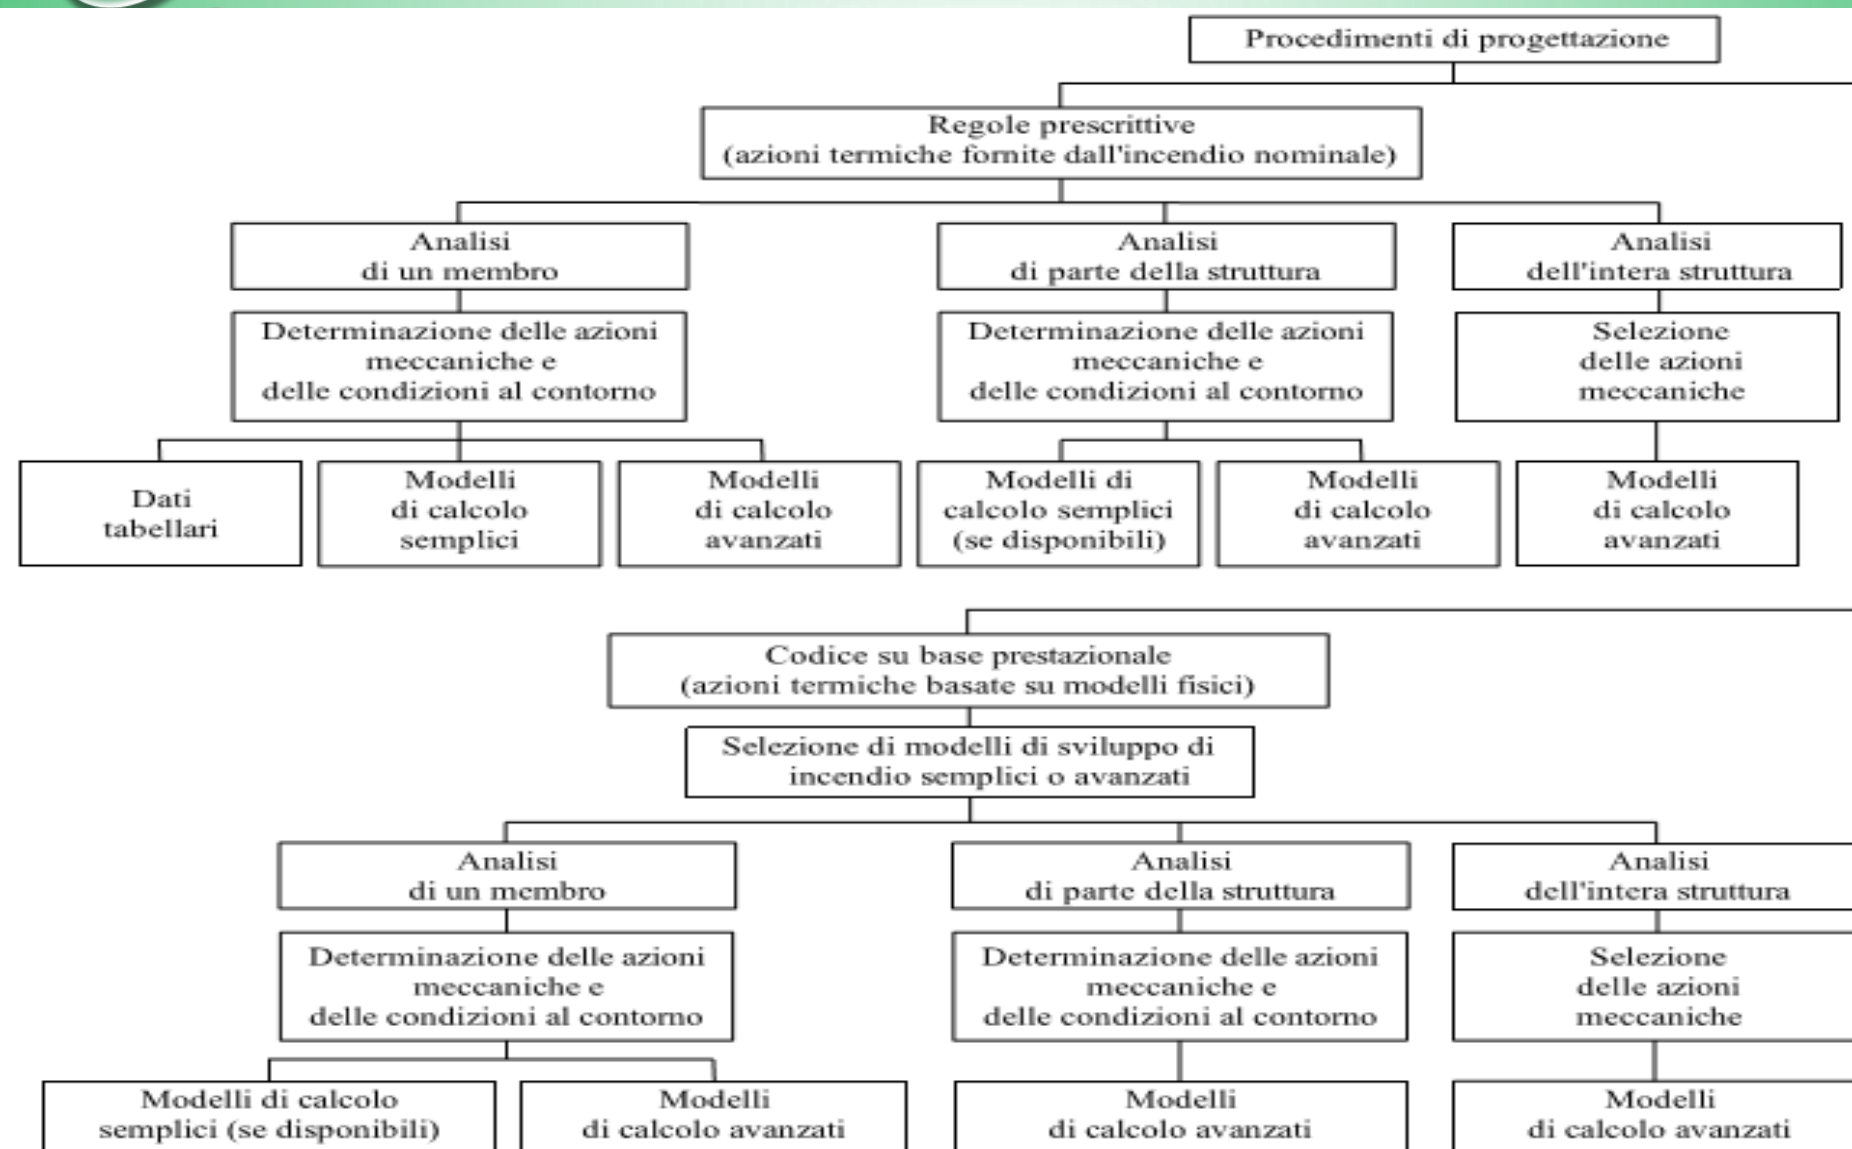 Procedimenti di progettazione
Regole prescrittive
(azioni termiche fornite dall'incendio nominale)
Analisi
di un membro
Analisi
di parte della struttura
Analisi
dell'intera struttura
Determinazione delle azioni
meccaniche e
delle condizioni al contorno
Determinazione delle azioni
meccaniche e
delle condizioni al contorno
Selezione
delle azioni
meccaniche
Dati
tabellari
Modelli
di calcolo
semplici
Modelli
di calcolo
avanzati
Modelli di
calcolo semplici
(se disponibili)
Modelli
di calcolo
avanzati
Modelli
di calcolo
avanzati
Codice su base prestazionale
(azioni termiche basate su modelli fisici)
Selezione di modelli di sviluppo di
incendio semplici o avanzati
Analisi
di un membro
Analisi
di parte della struttura
Analisi
dell'intera struttura
Determinazione delle azioni
meccaniche e
delle condizioni al contorno
Determinazione delle azioni
meccaniche e
delle condizioni al contorno
Selezione
delle azioni
meccaniche
Modelli di calcolo
semplici (se disponibili)
Modelli
di calcolo avanzati
Modelli
di calcolo avanzati
Modelli
di calcolo avanzati